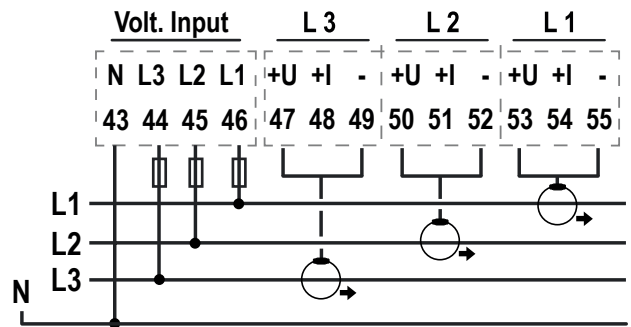 Volt. Input L 3 L 2 L 1
N L3 L2 L1 +U +I - +U +I - +U +I -
43 44 45 46 47 48 49 50 51 52 53 54 55
L1
L2
L3
N